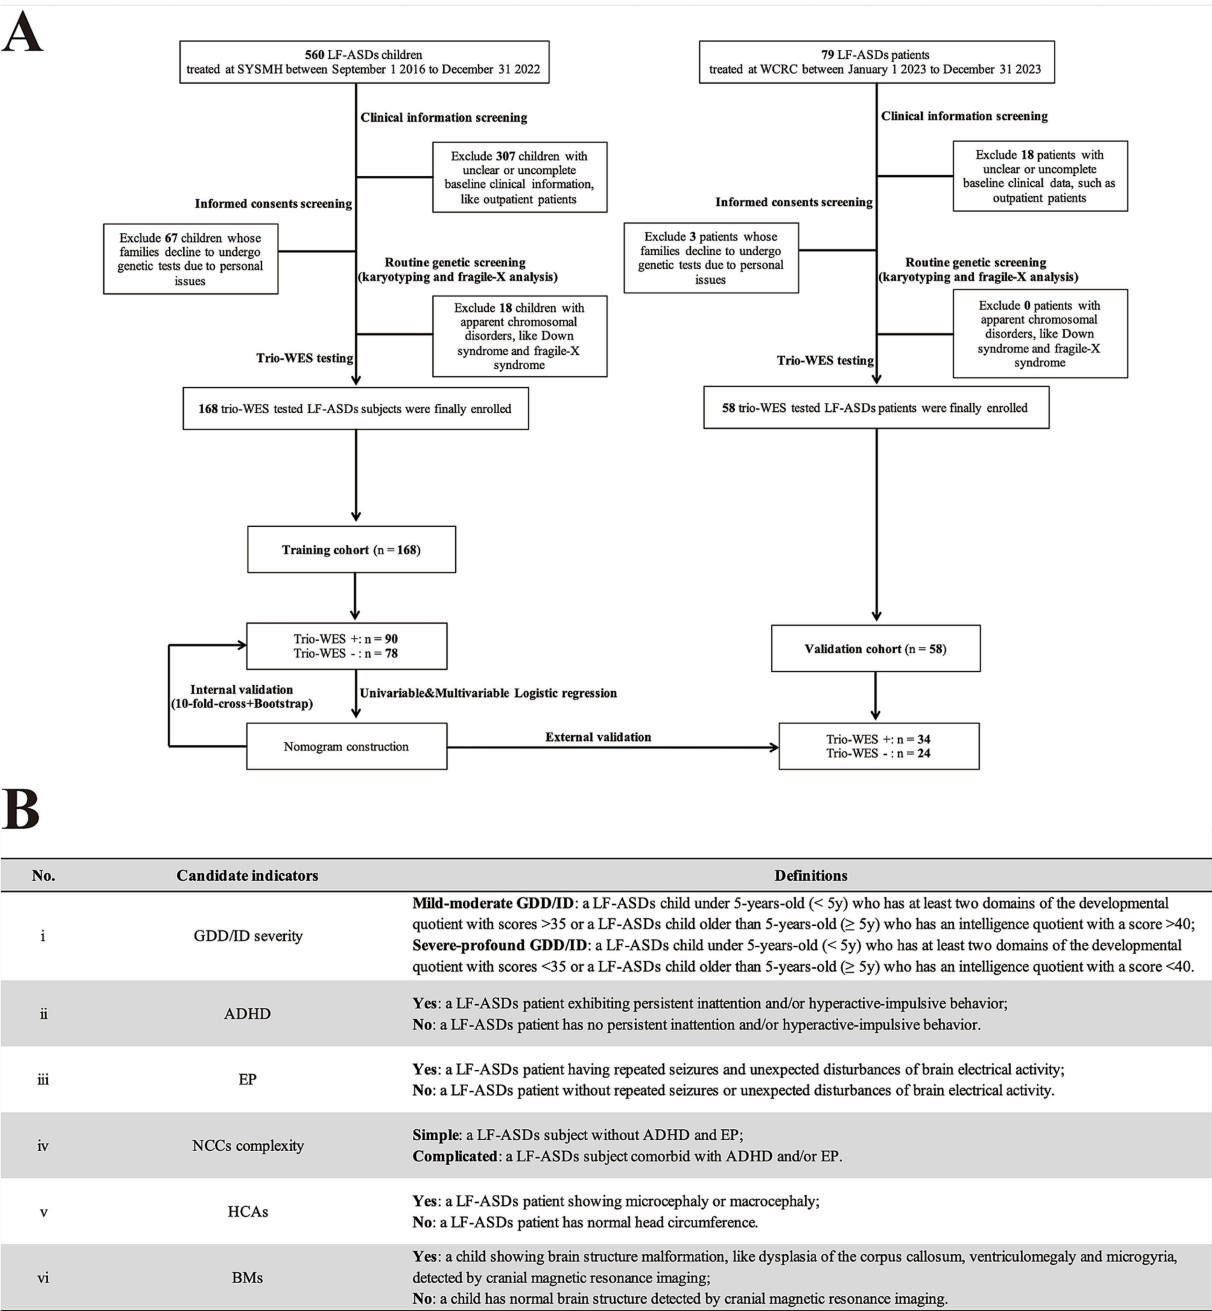 A
560 LF-ASDs children
treated at SYSMH between September 1 2016 to December 31 2022
Clinical information screening
Exclude 307 children with
unclear or uncomplete
baseline clinical information,
like outpatient patients
Informed consents screening
Exclude 67 children whose
families decline to undergo
genetic tests due to personal
issues
Routine genetic screening
(karyotyping and fragile-X analysis)
Exclude 18 children with
apparent chromosomal
disorders, like Down
syndrome and fragile-X
syndrome
Trio-WES testing
168 trio-WES tested LF-ASDs subjects were finally enrolled
Training cohort (n = 168)
Trio-WES +: n = 90
Trio-WES - : n = 78
Internal validation
(10-fold-cross+Bootstrap)
Univariable&Multivariable Logistic regression
Nomogram construction
External validation
79 LF-ASDs patients
treated at WCRC between January 1 2023 to December 31 2023
Clinical information screening
Exclude 18 patients with
unclear or uncomplete
baseline clinical data, such as
outpatient patients
Informed consents screening
Exclude 3 patients whose
families decline to undergo
genetic tests due to personal
issues
Routine genetic screening
(karyotyping and fragile-X analysis)
Exclude 0 patients with
apparent chromosomal
disorders, like Down
syndrome and fragile-X
syndrome
Trio-WES testing
58 trio-WES tested LF-ASDs patients were finally enrolled
Validation cohort (n = 58)
Trio-WES +: n = 34
Trio-WES - : n = 24
B
No. Candidate indicators Definitions
i GDD/ID severity
Mild-moderate GDD/ID: a LF-ASDs child under 5-years-old (< 5y) who has at least two domains of the developmental
quotient with scores >35 or a LF-ASDs child older than 5-years-old (≥ 5y) who has an intelligence quotient with a score >40;
Severe-profound GDD/ID: a LF-ASDs child under 5-years-old (< 5y) who has at least two domains of the developmental
quotient with scores <35 or a LF-ASDs child older than 5-years-old (≥ 5y) who has an intelligence quotient with a score <40.
ii ADHD
Yes: a LF-ASDs patient exhibiting persistent inattention and/or hyperactive-impulsive behavior;
No: a LF-ASDs patient has no persistent inattention and/or hyperactive-impulsive behavior.
iii EP
Yes: a LF-ASDs patient having repeated seizures and unexpected disturbances of brain electrical activity;
No: a LF-ASDs patient without repeated seizures or unexpected disturbances of brain electrical activity.
iv NCCs complexity
Simple: a LF-ASDs subject without ADHD and EP;
Complicated: a LF-ASDs subject comorbid with ADHD and/or EP.
v HCAs
Yes: a LF-ASDs patient showing microcephaly or macrocephaly;
No: a LF-ASDs patient has normal head circumference.
vi BMs
Yes: a child showing brain structure malformation, like dysplasia of the corpus callosum, ventriculomegaly and microgyria,
detected by cranial magnetic resonance imaging;
No: a child has normal brain structure detected by cranial magnetic resonance imaging.